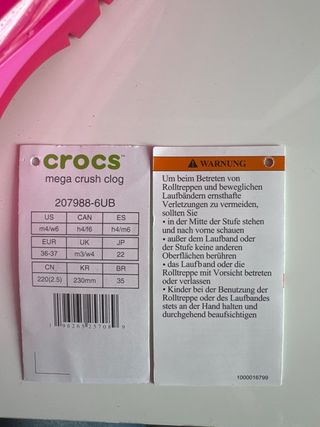 crocs™
mega crush clog
207988-6UB
US CAN ES
m4/w6 h4/f6 h4/m6
EUR UK JP
36-37 m3/w4 22
CN KR BR
220(2.5) 230mm 35
⚠ WARNUNG
Um beim Betreten von
Rolltreppen und beweglichen
Laufbändern ernsthafte
Verletzungen zu vermeiden,
sollten Sie
• in der Mitte der Stufe stehen
und nach vorne schauen
• außer dem Laufband oder
der Stufe keine anderen
Oberflächen berühren
• das Laufband oder die
Rolltreppe mit Vorsicht betreten
oder verlassen
• Kinder bei der Benutzung der
Rolltreppe oder des Laufbandes
stets an der Hand halten und
durchgehend beaufsichtigen
1000016799